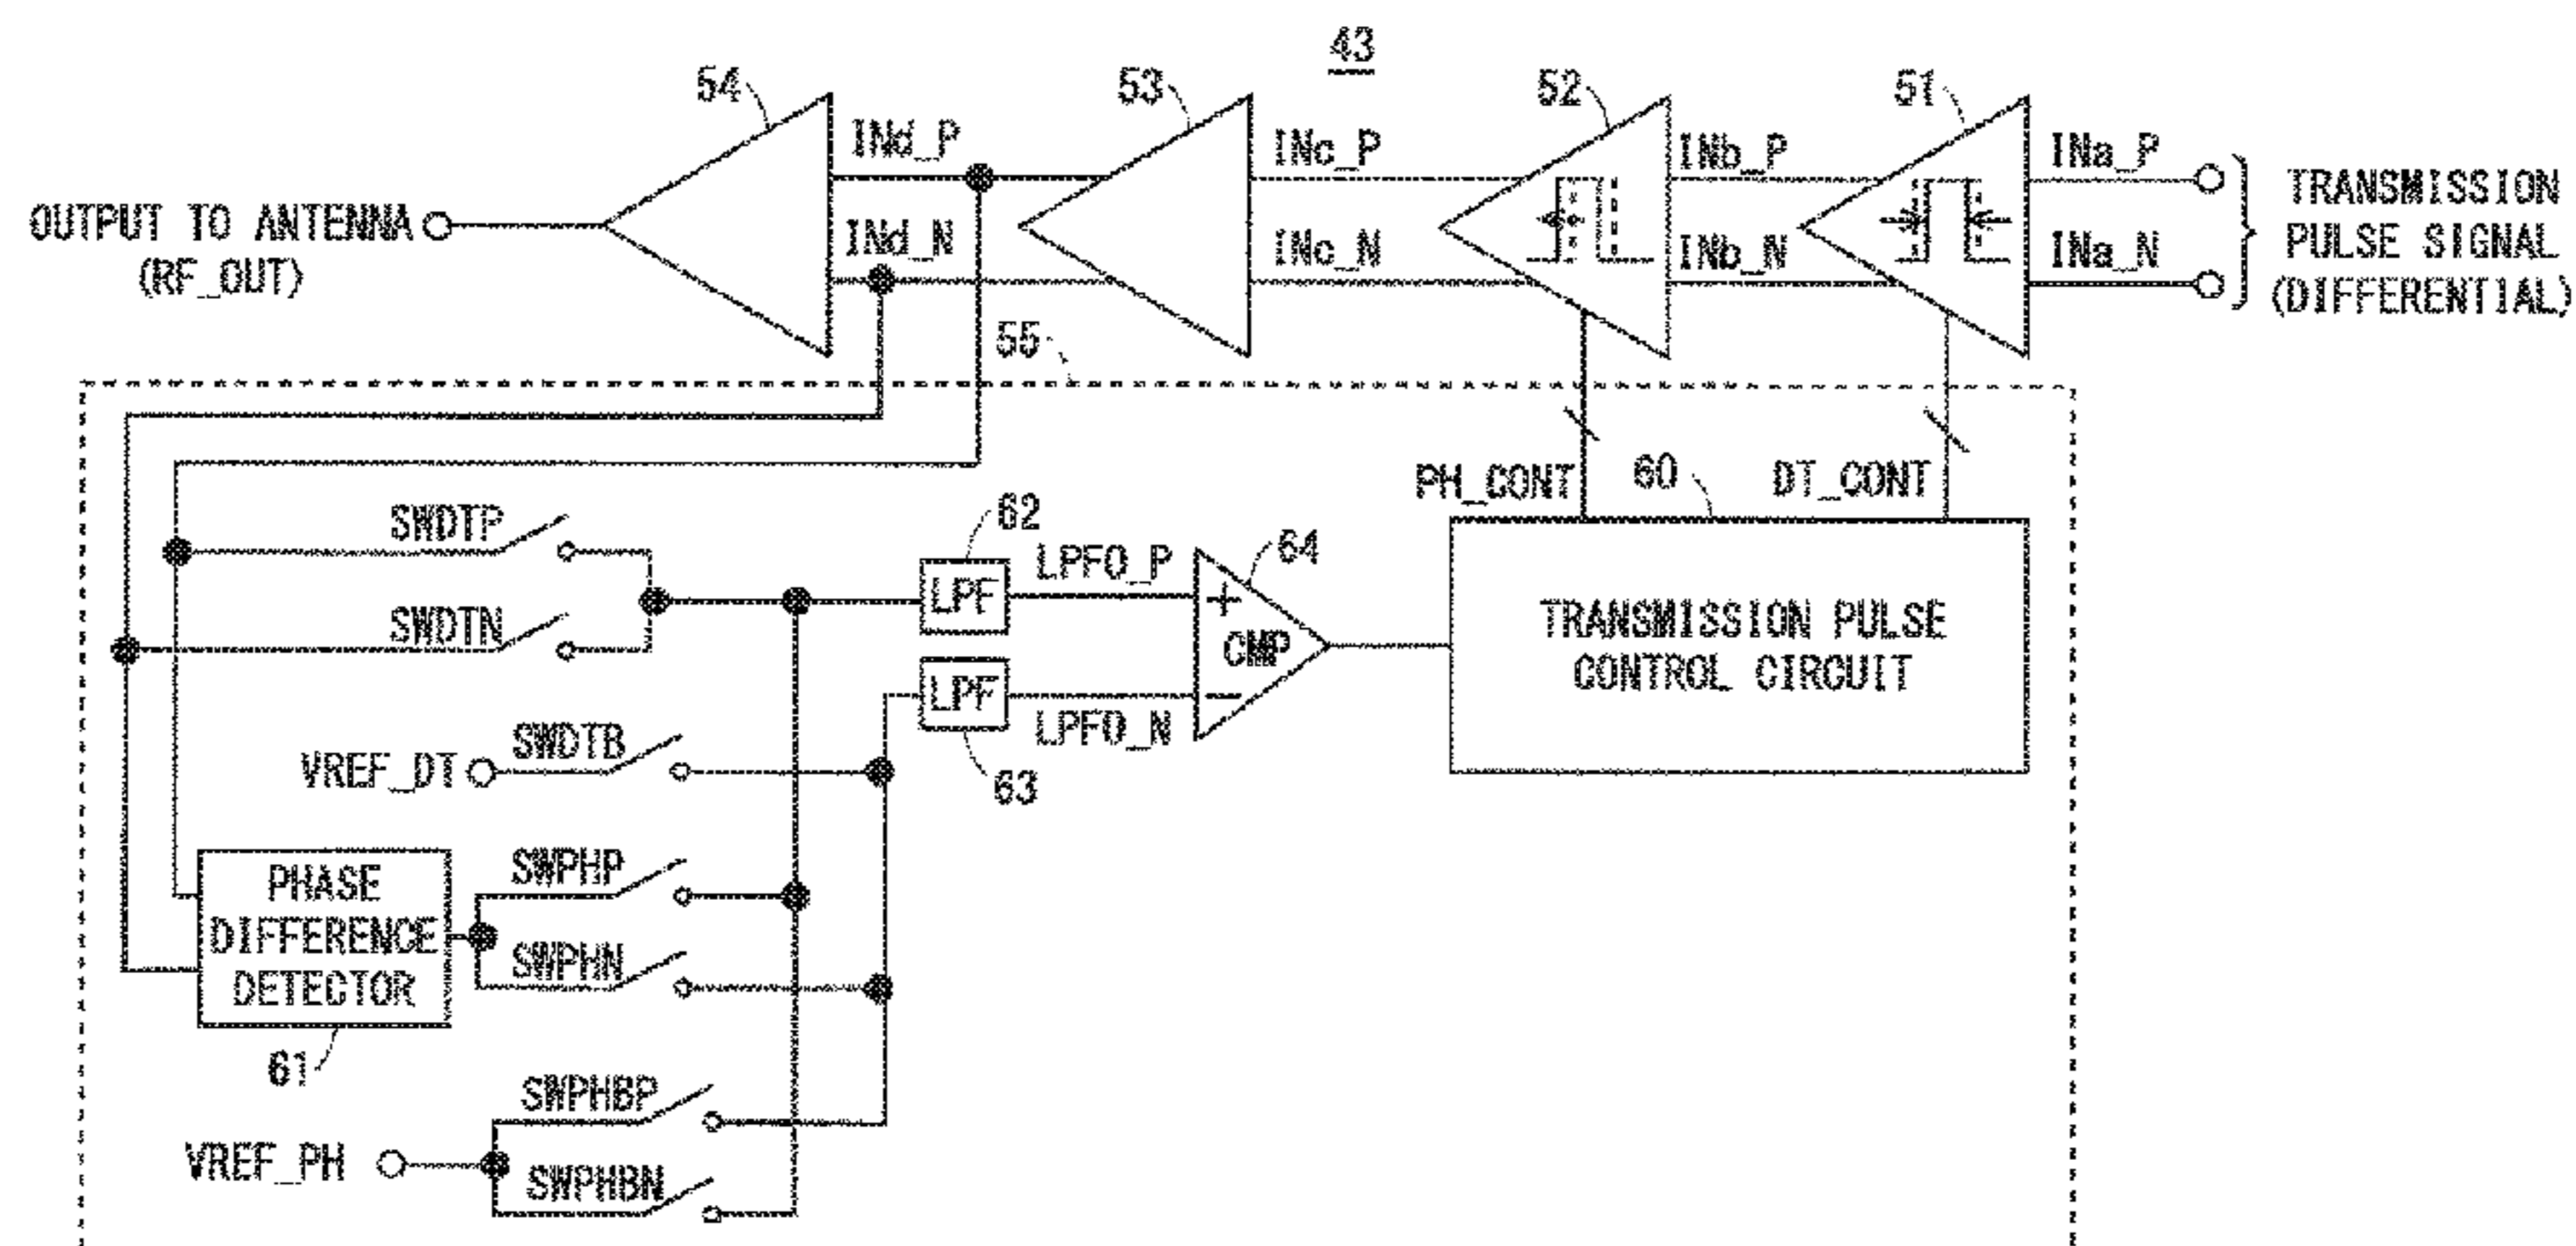 43
54
53
52
51
INd_P
INc_P
INb_P
INa_P
OUTPUT TO ANTENNA
(RF_OUT)
INd_N
INc_N
INb_N
INa_N
TRANSMISSION
PULSE SIGNAL
(DIFFERENTIAL)
55
PH_CONT
60
DT_CONT
SWDTP
62
LPF
LPFO_P
64
SWDTN
+
CMP
−
TRANSMISSION PULSE
CONTROL CIRCUIT
LPF
LPFO_N
63
VREF_DT
SWDTB
PHASE
DIFFERENCE
DETECTOR
61
SWPHP
SWPHN
SWPHBP
VREF_PH
SWPHBN